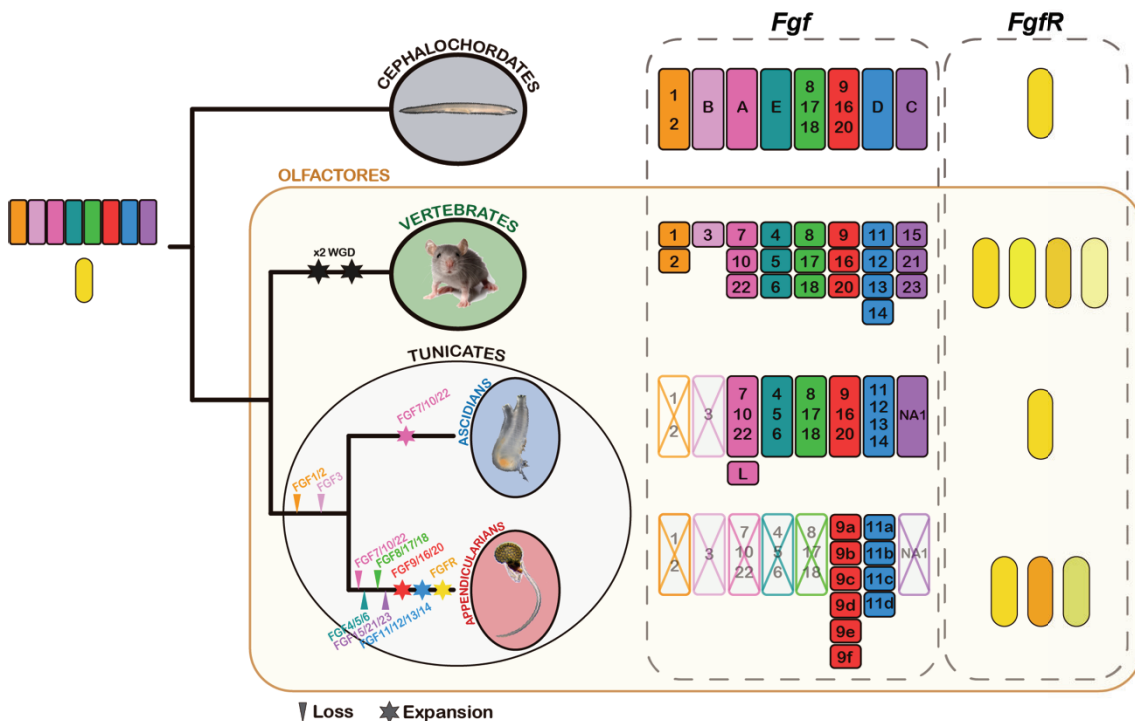 Fgf
FgfR
CEPHALOCHORDATES
1 B A E 8 9 D C
2 17 16
18 20
OLFACTORES
VERTEBRATES
x2 WGD
1 3 7 4 8 9 11 15
2 10 5 17 16 12 21
22 6 18 20 13 23
14
TUNICATES
FGF7/10/22
ASCIDIANS
1 3 7 4 8 9 11 NA1
2 10 5 17 16 12
22 6 18 20 13
14
L
FGF1/2
FGF3
FGF7/10/22
FGF8/17/18
FGF9/16/20
FGFR
APPENDICULARIANS
FGF4/5/6
FGF15/21/23
FGF11/12/13/14
1 3 7 4 8 9a 11a NA1
2 10 5 17 9b 11b
22 6 18 9c 11c
9d 11d
9e
9f
Loss
Expansion